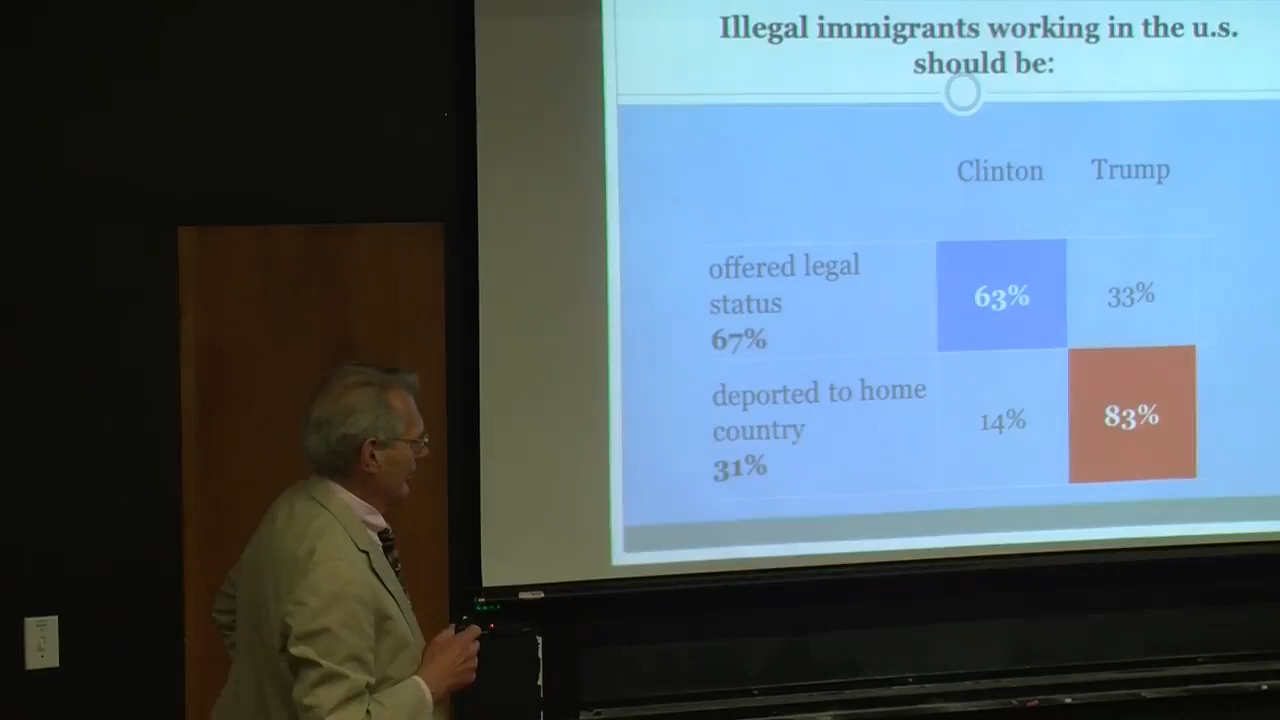 Illegal immigrants working in the u.s.
should be:
Clinton Trump
offered legal
status
67%
63% 33%
deported to home
country
31%
14% 83%